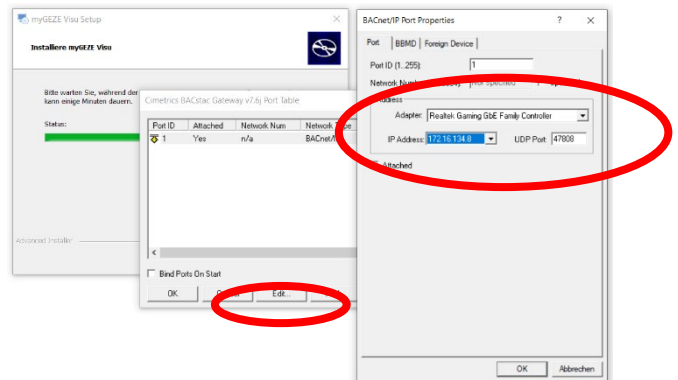 myGEZE Visu Setup
Installiere myGEZE Visu
Bitte warten Sie, während der
kann einige Minuten dauern.
Status:
Advanced Installer
Cimetrics BACstac Gateway v7.6j Port Table
Port ID Attached Network Num Network Type
1 Yes n/a BACnet/
Bind Ports On Start
OK Edit...
BACnet/IP Port Properties
? ×
Port BBMD Foreign Device
Port ID (1..255): 1
Network
Address
Adapter: Realtek Gaming GbE Family Controller
IP Address: 172.16.134.8 UDP Port: 47808
Attached
OK Abbrechen